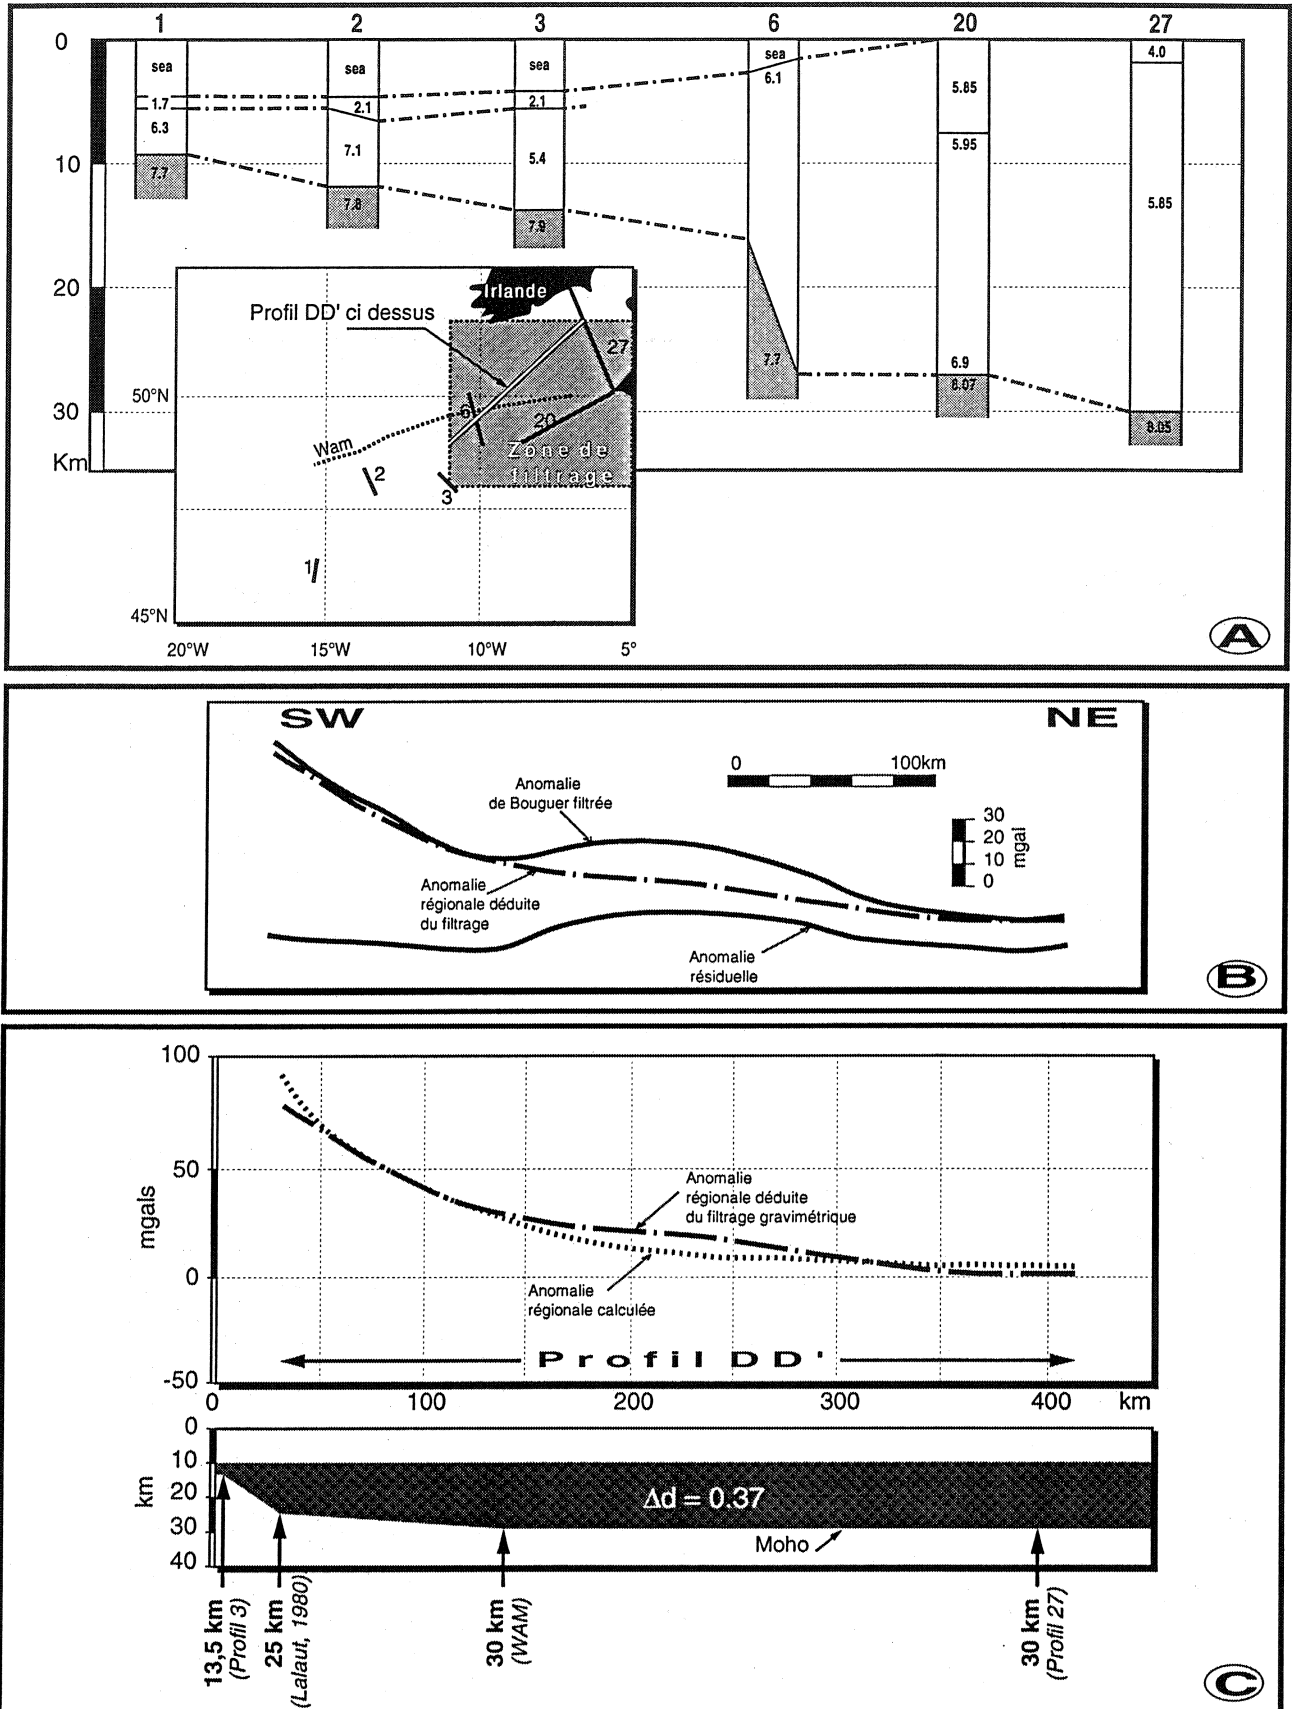 1 2 3 6 20 27
0
sea sea sea sea 4.0
6.1
5.85
1.7 2.1 2.1
6.3
5.95
7.1 5.4
10
7.7
5.85
7.8
7.9
20
Irlande
Profil DD' ci dessus
27
7.7
6.9
8.07
50°N
6
30
20
8.05
Wam
Zone de
filtrage
Km
2
3
1
45°N
20°W 15°W 10°W 5°
A
SW NE
0 100km
Anomalie
de Bouguer filtrée
30
20
10
0
mgal
Anomalie
régionale déduite
du filtrage
Anomalie
résiduelle
B
100
50
0
-50
mgals
Anomalie
régionale déduite
du filtrage gravimétrique
Anomalie
régionale calculée
Profil DD'
0 100 200 300 400 km
0
10
20
30
40
km
Δd = 0.37
Moho
13,5 km
(Profil 3)
25 km
(Lalaut, 1980)
30 km
(WAM)
30 km
(Profil 27)
C